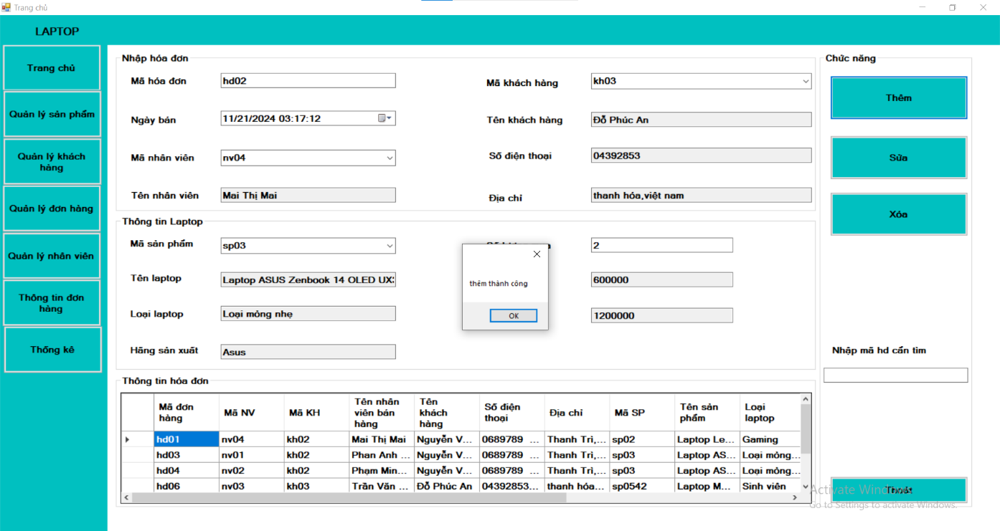 Trang chủ
LAPTOP
Trang chủ
Quản lý sản phẩm
Quản lý khách
hàng
Quản lý đơn hàng
Quản lý nhân viên
Thông tin đơn
hàng
Thống kê
Nhập hóa đơn
Mã hóa đơn
hd02
Mã khách hàng
kh03
Ngày bán
11/21/2024 03:17:12
Tên khách hàng
Đỗ Phúc An
Mã nhân viên
nv04
Số điện thoại
04392853
Tên nhân viên
Mai Thị Mai
Địa chỉ
thanh hóa,việt nam
Thông tin Laptop
Mã sản phẩm
sp03
2
Tên laptop
Laptop ASUS Zenbook 14 OLED
600000
Loại laptop
Loại mỏng nhẹ
1200000
Hãng sản xuất
Asus
thêm thành công
OK
Chức năng
Thêm
Sửa
Xóa
Nhập mã hd cần tìm
Thông tin hóa đơn
Mã đơn hàng Mã NV Mã KH Tên nhân viên bán hàng Tên khách hàng Số điện thoại Địa chỉ Mã SP Tên sản phẩm Loại laptop
hd01 nv04 kh02 Mai Thị Mai Nguyễn V... 0689789 ... Thanh Trì,... sp02 Laptop Le... Gaming
hd03 nv01 kh02 Phan Anh ... Nguyễn V... 0689789 ... Thanh Trì,... sp03 Laptop AS... Loại mỏng...
hd04 nv02 kh02 Phạm Min... Nguyễn V... 0689789 ... Thanh Trì,... sp03 Laptop AS... Loại mỏng...
hd06 nv03 kh03 Trần Văn ... Đỗ Phúc An 04392853... thanh hóa... sp0542 Laptop M... Sinh viên
Thoát
Activate Windows
Go to Settings to activate Windows.